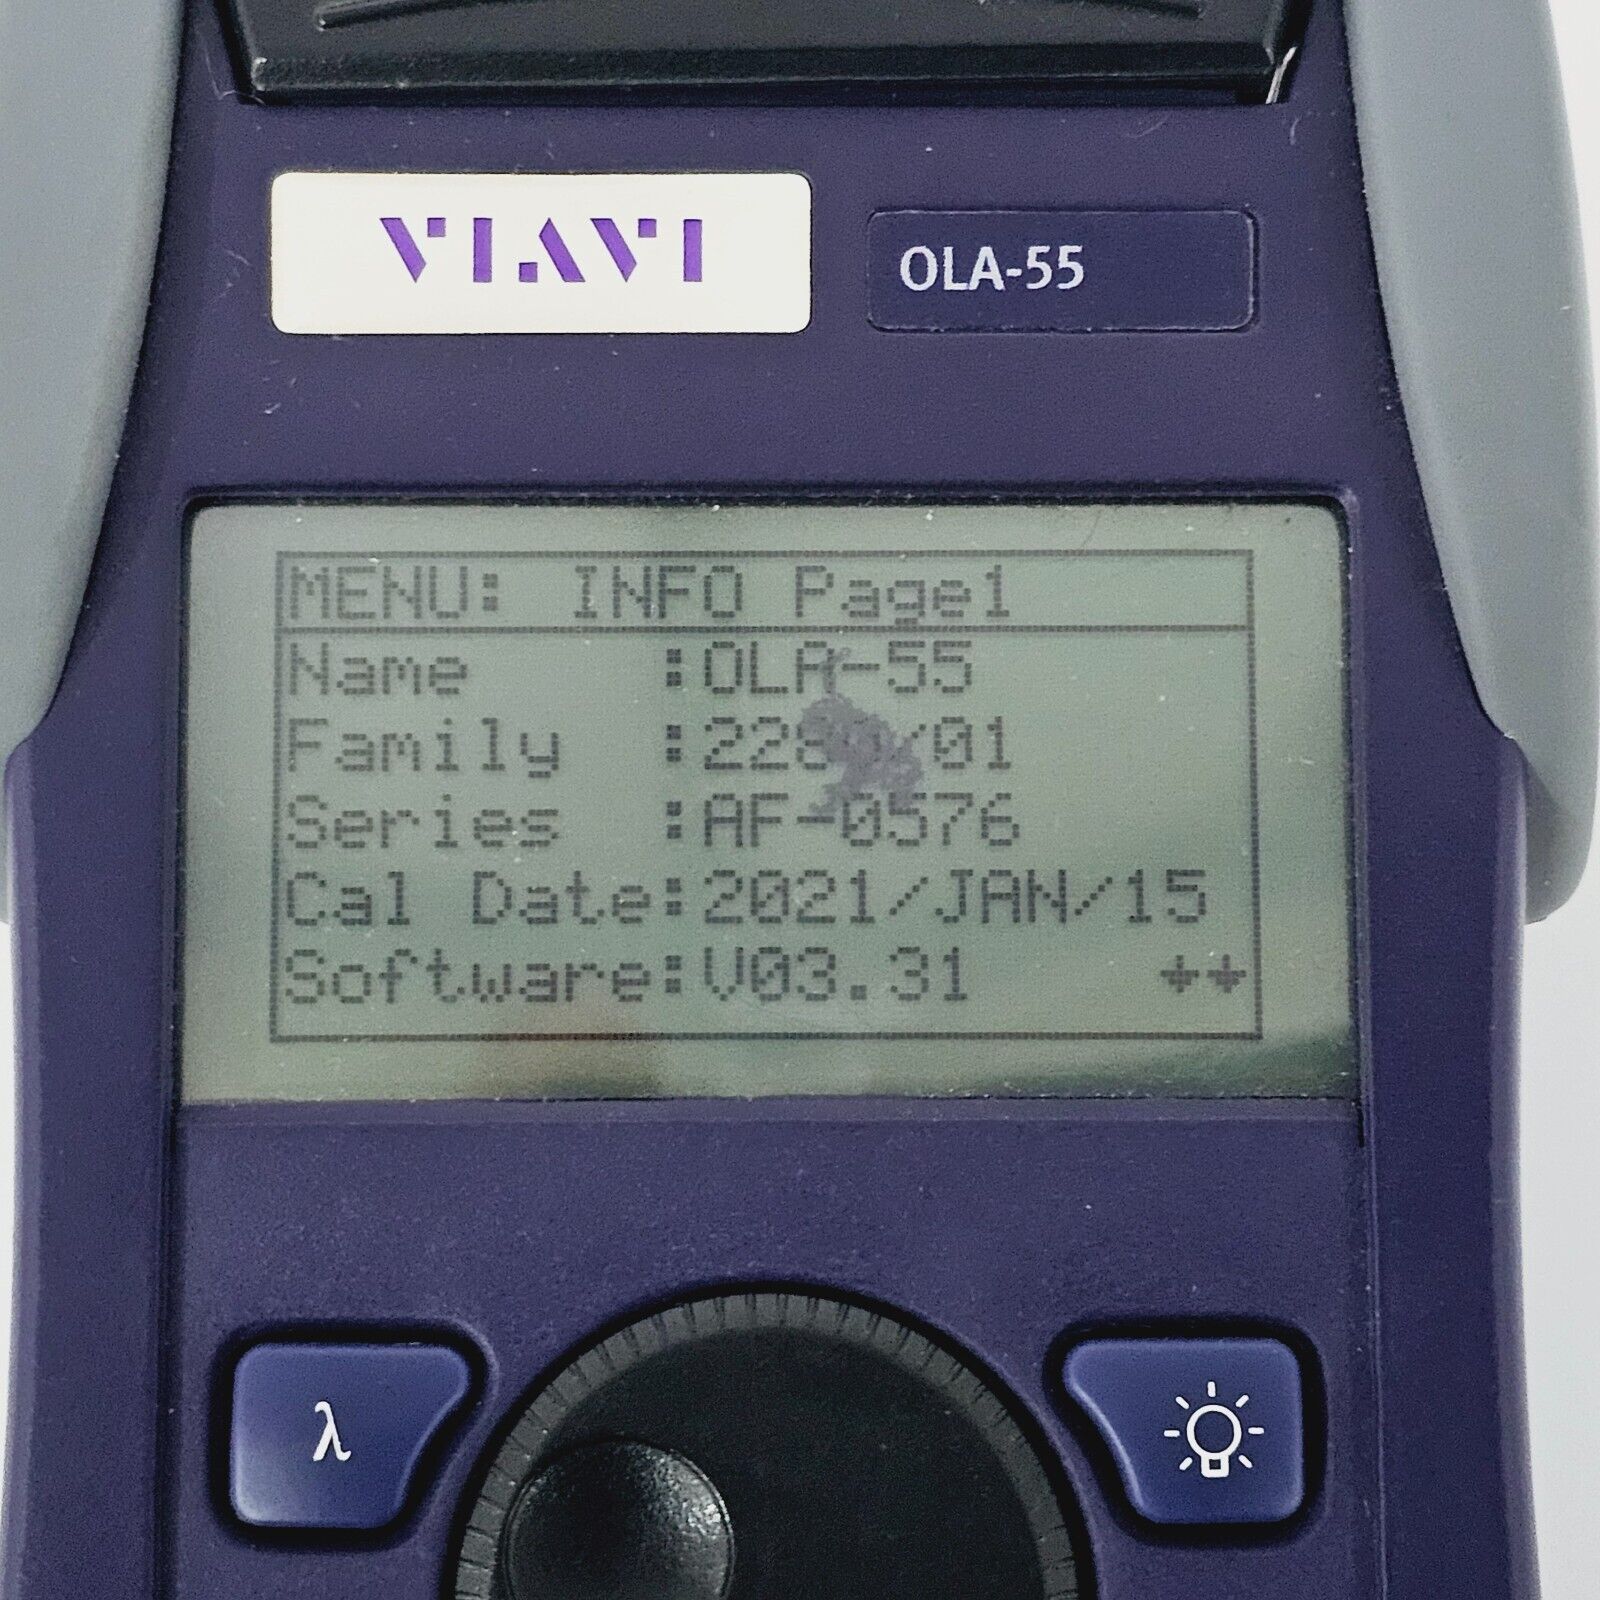 VIAVI
OLA-55
MENU: INFO Page1
Name :OLA-55
Family :
Series :AF-0576
Cal Date:2021/JAN/15
Software:V03.31
λ